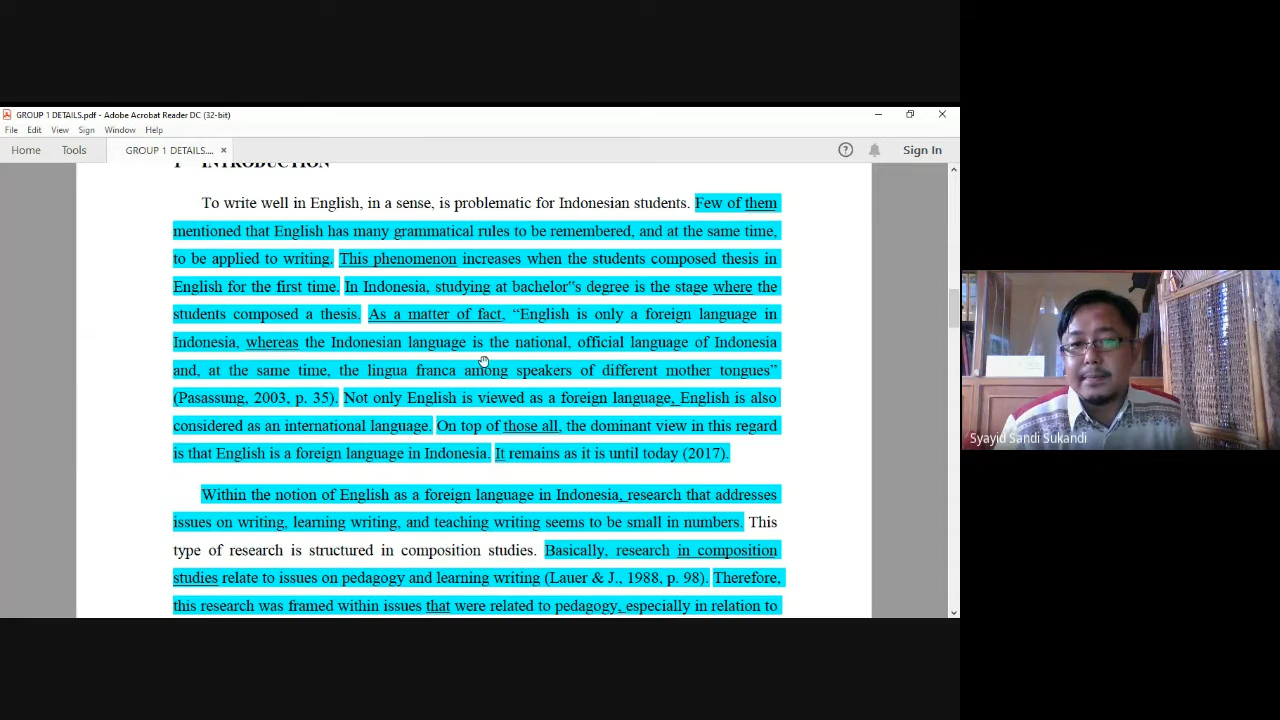 GROUP 1 DETAILS.pdf - Adobe Acrobat Reader DC (32-bit)
File Edit View Sign Window Help
Home Tools GROUP 1 DETAILS.... × Sign In
1 INTRODUCTION
To write well in English, in a sense, is problematic for Indonesian students. Few of them
mentioned that English has many grammatical rules to be remembered, and at the same time,
to be applied to writing. This phenomenon increases when the students composed thesis in
English for the first time. In Indonesia, studying at bachelor‟s degree is the stage where the
students composed a thesis. As a matter of fact, “English is only a foreign language in
Indonesia, whereas the Indonesian language is the national, official language of Indonesia
and, at the same time, the lingua franca among speakers of different mother tongues”
(Pasassung, 2003, p. 35). Not only English is viewed as a foreign language, English is also
considered as an international language. On top of those all, the dominant view in this regard
is that English is a foreign language in Indonesia. It remains as it is until today (2017).
Within the notion of English as a foreign language in Indonesia, research that addresses
issues on writing, learning writing, and teaching writing seems to be small in numbers. This
type of research is structured in composition studies. Basically, research in composition
studies relate to issues on pedagogy and learning writing (Lauer & J., 1988, p. 98). Therefore,
this research was framed within issues that were related to pedagogy, especially in relation to
Syayid Sandi Sukandi